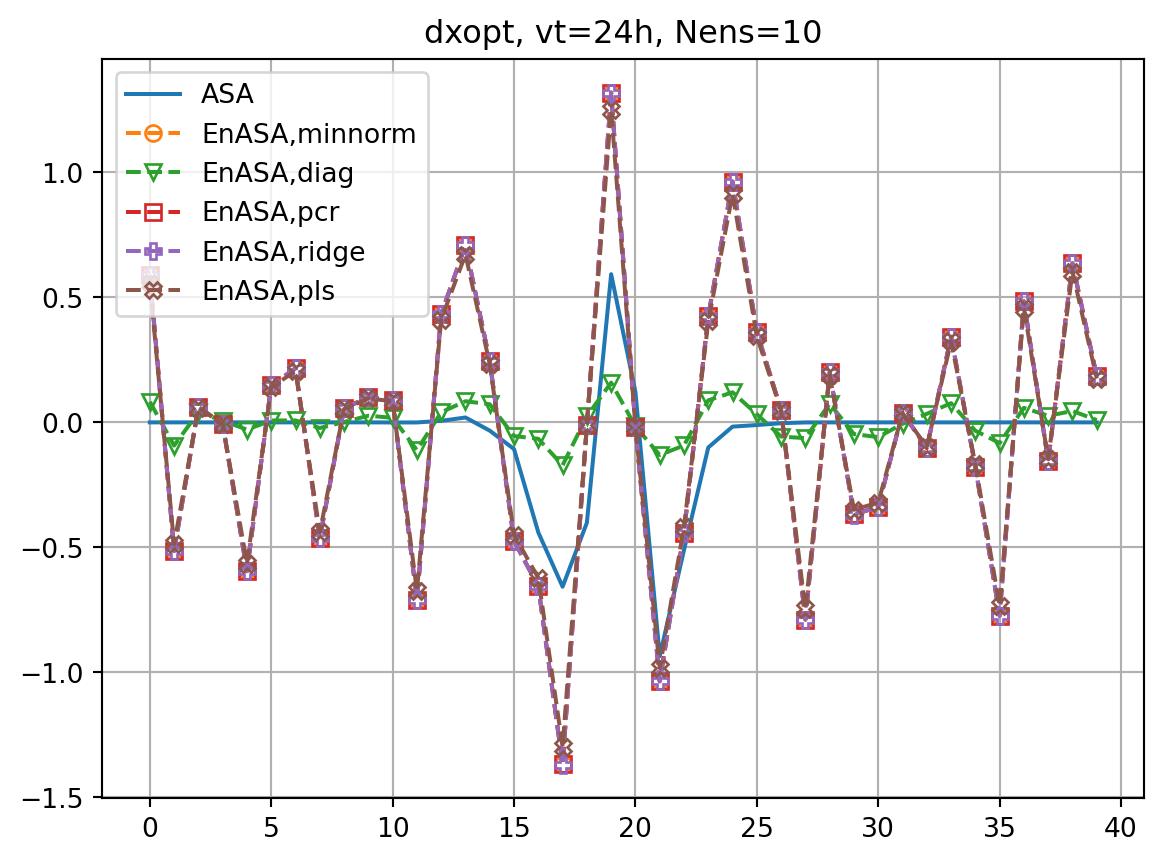 dxopt, vt=24h, Nens=10
ASA
EnASA,minnorm
EnASA,diag
EnASA,pcr
EnASA,ridge
EnASA,pls
1.0
0.5
0.0
−0.5
−1.0
−1.5
0 5 10 15 20 25 30 35 40